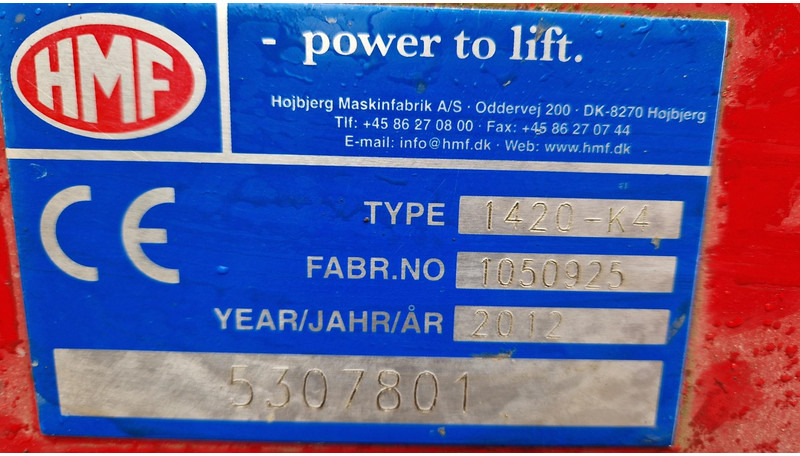 HMF
- power to lift.
Højbjerg Maskinfabrik A/S · Oddervej 200 · DK-8270 Højbjerg
Tlf: +45 86 27 08 00 · Fax: +45 86 27 07 44
E-mail: info@hmf.dk · Web: www.hmf.dk
CE
TYPE 1420-K4
FABR.NO 1050925
YEAR/JAHR/ÅR 2012
5307801